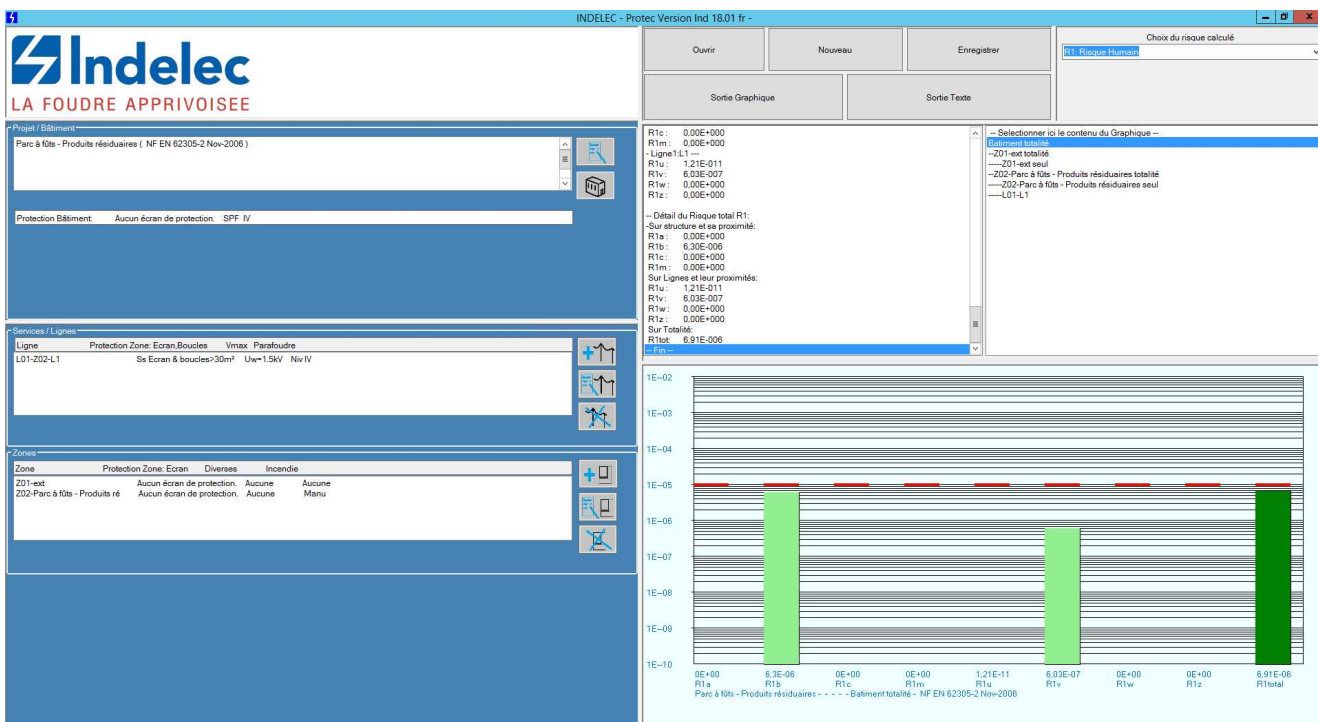 INDELEC - Protec Version Ind 18.01 fr -
Indelec
LA FOUDRE APPRIVOISEE
Ouvrir
Nouveau
Enregistrer
Sortie Graphique
Sortie Texte
Choix du risque calculé
R1: Risque Humain
Projet / Bâtiment
Parc à fûts - Produits résiduaires ( NF EN 62305-2 Nov-2006 )
Protection Bâtiment: Aucun écran de protection. SPF IV
Services / Lignes
Ligne Protection Zone: Ecran,Boucles Vmax Parafoudre
L01-Z02-L1 Ss Ecran & boucles>30m² Uw=1.5kV Niv IV
Zones
Zone Protection Zone: Ecran Diverses Incendie
Z01-ext Aucun écran de protection. Aucune Aucune
Z02-Parc à fûts - Produits ré Aucun écran de protection. Aucune Manu
R1c : 0,00E+000
R1m : 0,00E+000
- Ligne1:L1 ---
R1u : 1,21E-011
R1v : 6,03E-007
R1w : 0,00E+000
R1z : 0,00E+000
-- Détail du Risque total R1:
-Sur structure et sa proximité:
R1a : 0,00E+000
R1b : 6,30E-006
R1c : 0,00E+000
R1m : 0,00E+000
Sur Lignes et leur proximités:
R1u : 1,21E-011
R1v : 6,03E-007
R1w : 0,00E+000
R1z : 0,00E+000
Sur Totalité:
R1tot: 6,91E-006
-- Fin --
-- Selectionner ici le contenu du Graphique --
Batiment totalité
--Z01-ext totalité
-----Z01-ext seul
--Z02-Parc à fûts - Produits résiduaires totalité
-----Z02-Parc à fûts - Produits résiduaires seul
-----L01-L1
1E-02
1E-03
1E-04
1E-05
1E-06
1E-07
1E-08
1E-09
1E-10
0E+00 6,3E-06 0E+00 0E+00 1,21E-11 6,03E-07 0E+00 0E+00 6,91E-06
R1a R1b R1c R1m R1u R1v R1w R1z R1total
Parc à fûts - Produits résiduaires - - - - - Batiment totalité - NF EN 62305-2 Nov-2006